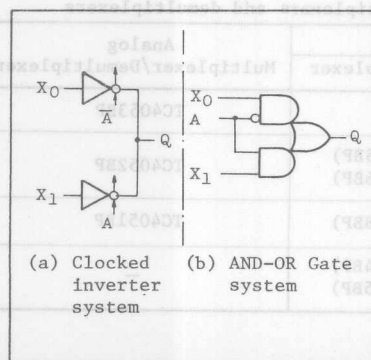 X0
A̅
Q
X1
A
(a) Clocked
inverter
system
X0
A
Q
X1
(b) AND-OR Gate
system